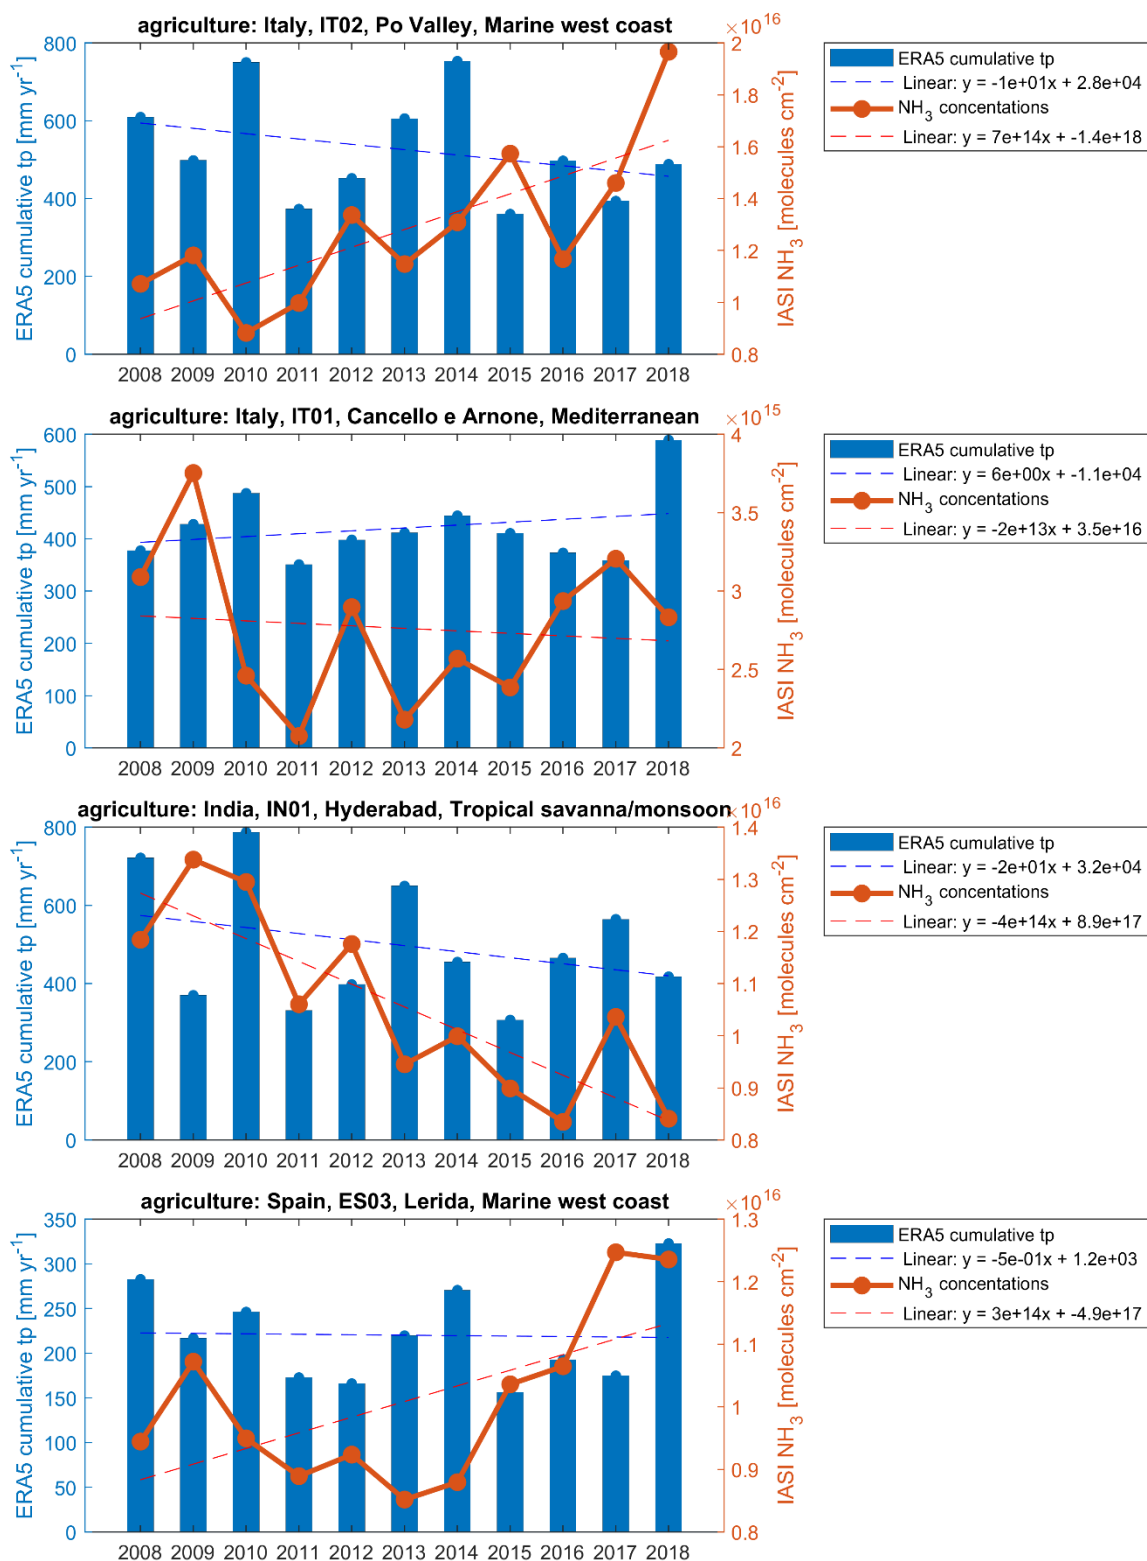 agriculture: Italy, IT02, Po Valley, Marine west coast
×10^16
ERA5 cumulative tp [mm yr^-1]
800
600
400
200
0
2
1.8
1.6
1.4
1.2
1
0.8
IASI NH_3 [molecules cm^-2]
2008 2009 2010 2011 2012 2013 2014 2015 2016 2017 2018
ERA5 cumulative tp
Linear: y = -1e+01x + 2.8e+04
NH_3 concentations
Linear: y = 7e+14x + -1.4e+18
agriculture: Italy, IT01, Cancello e Arnone, Mediterranean
×10^15
ERA5 cumulative tp [mm yr^-1]
600
500
400
300
200
100
0
4
3.5
3
2.5
2
IASI NH_3 [molecules cm^-2]
2008 2009 2010 2011 2012 2013 2014 2015 2016 2017 2018
ERA5 cumulative tp
Linear: y = 6e+00x + -1.1e+04
NH_3 concentations
Linear: y = -2e+13x + 3.5e+16
agriculture: India, IN01, Hyderabad, Tropical savanna/monsoon
×10^16
ERA5 cumulative tp [mm yr^-1]
800
600
400
200
0
1.4
1.3
1.2
1.1
1
0.9
0.8
IASI NH_3 [molecules cm^-2]
2008 2009 2010 2011 2012 2013 2014 2015 2016 2017 2018
ERA5 cumulative tp
Linear: y = -2e+01x + 3.2e+04
NH_3 concentations
Linear: y = -4e+14x + 8.9e+17
agriculture: Spain, ES03, Lerida, Marine west coast
×10^16
ERA5 cumulative tp [mm yr^-1]
350
300
250
200
150
100
50
0
1.3
1.2
1.1
1
0.9
0.8
IASI NH_3 [molecules cm^-2]
2008 2009 2010 2011 2012 2013 2014 2015 2016 2017 2018
ERA5 cumulative tp
Linear: y = -5e-01x + 1.2e+03
NH_3 concentations
Linear: y = 3e+14x + -4.9e+17